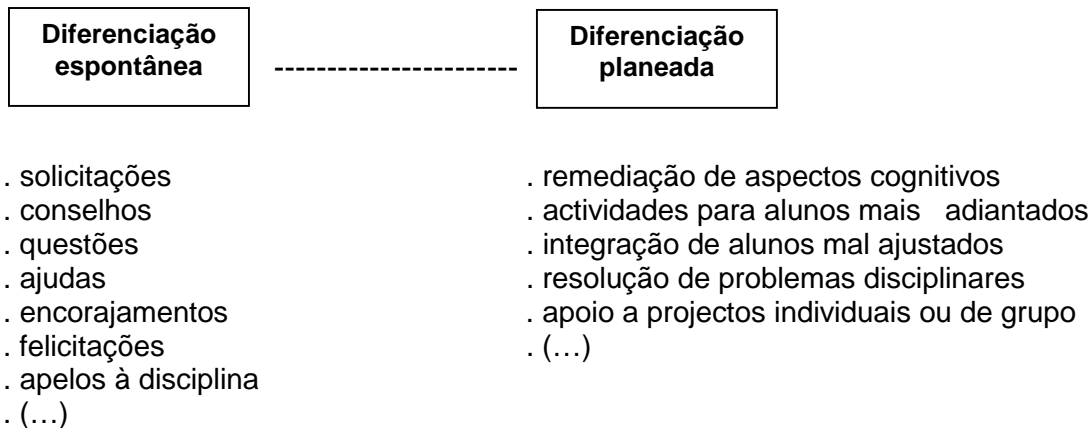 Diferenciação
espontânea
-----------------------
Diferenciação
planeada
. solicitações
. conselhos
. questões
. ajudas
. encorajamentos
. felicitações
. apelos à disciplina
. (…)
. remediação de aspectos cognitivos
. actividades para alunos mais adiantados
. integração de alunos mal ajustados
. resolução de problemas disciplinares
. apoio a projectos individuais ou de grupo
. (…)